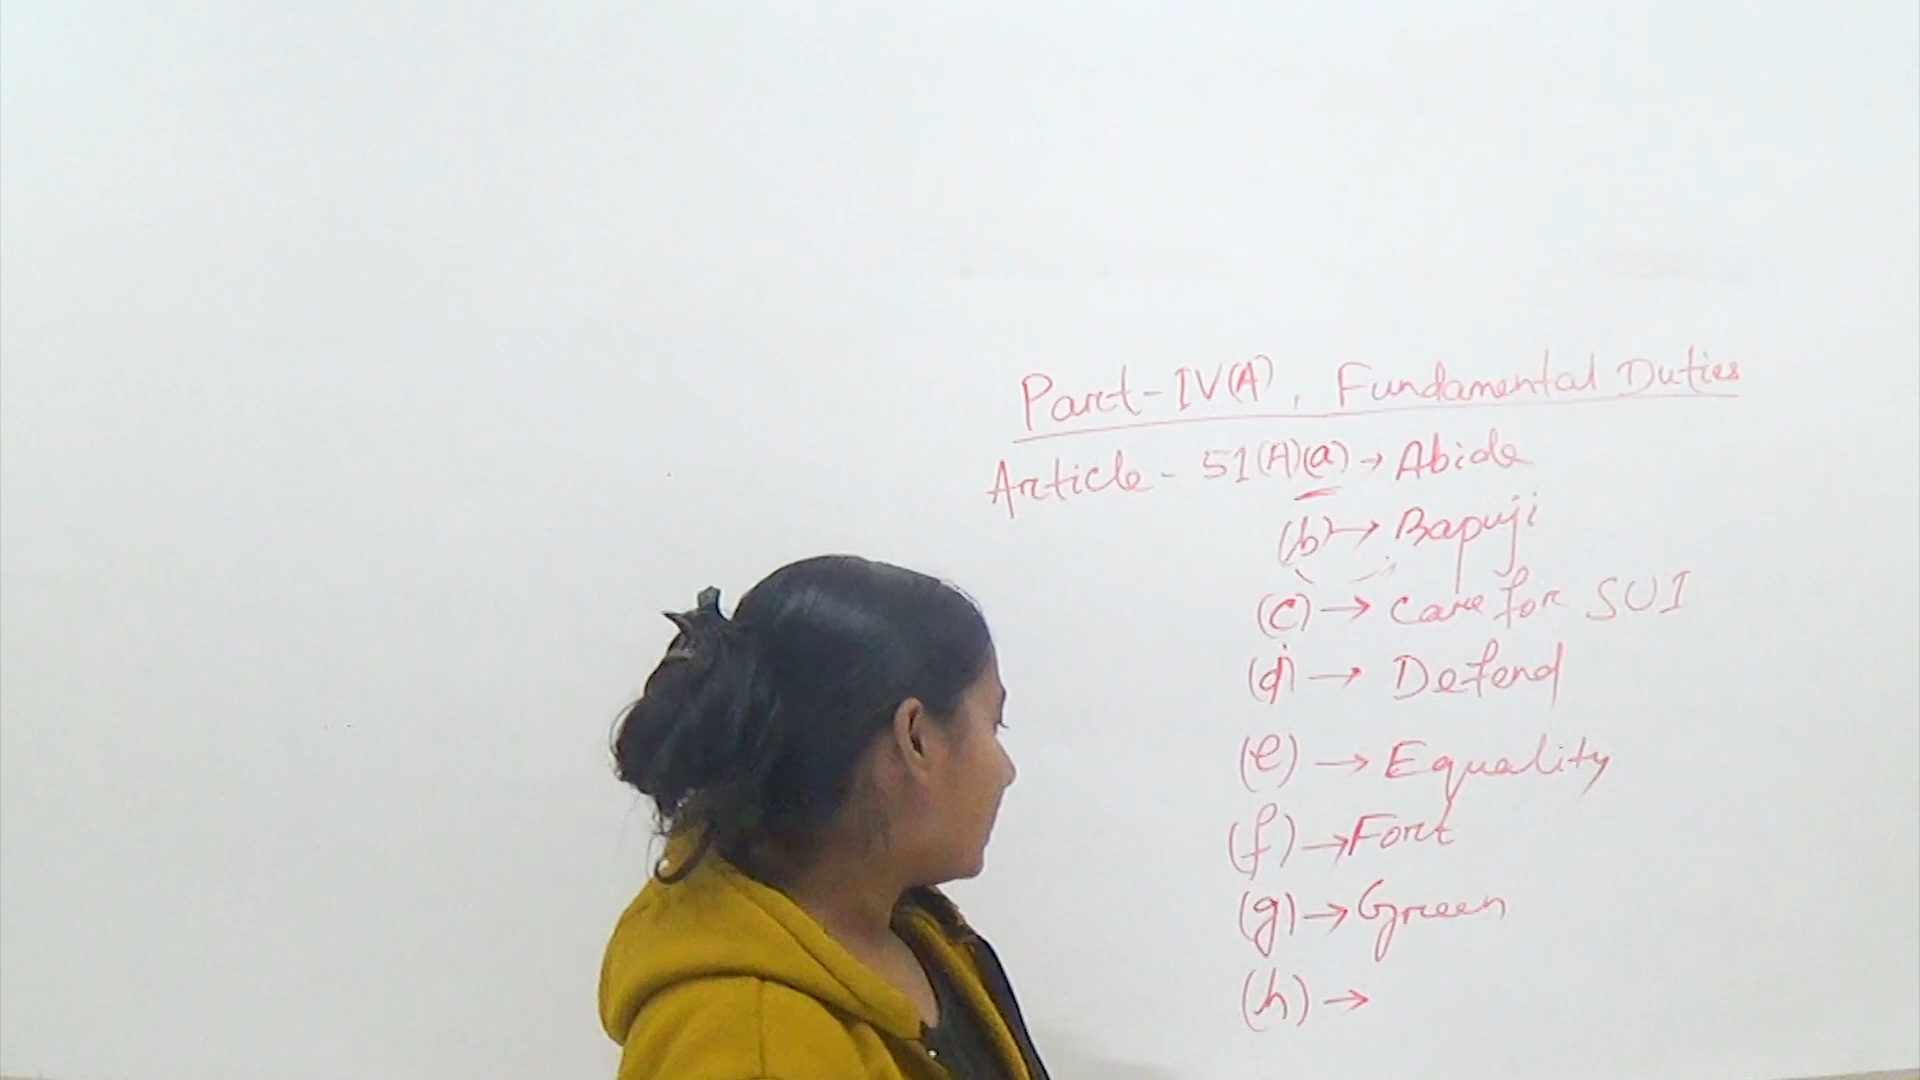 Part-IV(A), Fundamental Duties
Article - 51(A)(a) → Abide
(b) → Bapuji
(c) → Care for SUI
(d) → Defend
(e) → Equality
(f) → Fort
(g) → Green
(h) →